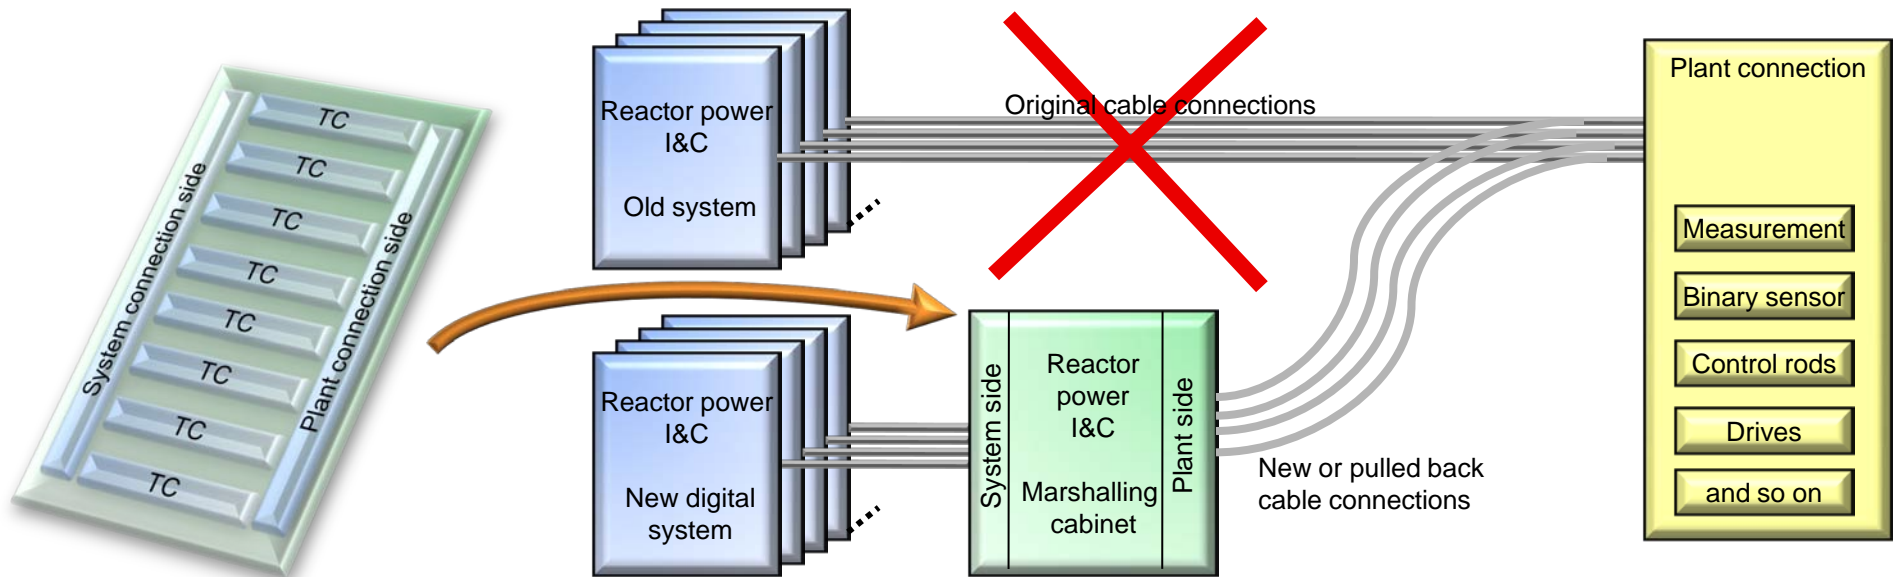 System connection side
TC
TC
TC
TC
TC
TC
TC
TC
Plant connection side
Reactor power
I&C
Old system
Original cable connections
Reactor power
I&C
New digital
system
System side
Reactor
power
I&C
Marshalling
cabinet
Plant side
New or pulled back
cable connections
Plant connection
Measurement
Binary sensor
Control rods
Drives
and so on